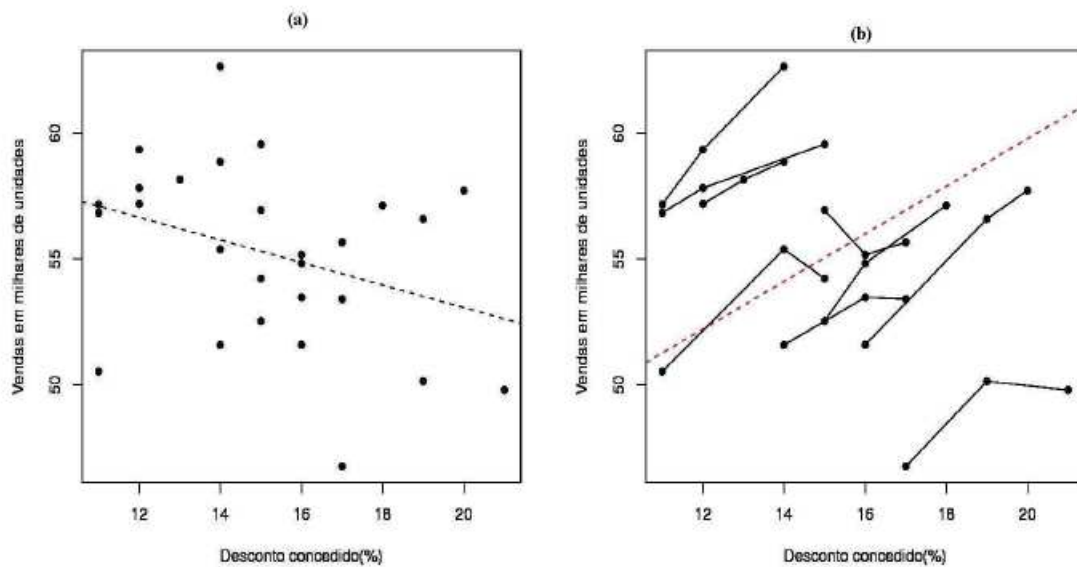 (a)
(b)
Vendas em milhares de unidades
60
55
50
12 14 16 18 20
Desconto concedido(%)
Vendas em milhares de unidades
60
55
50
12 14 16 18 20
Desconto concedido(%)